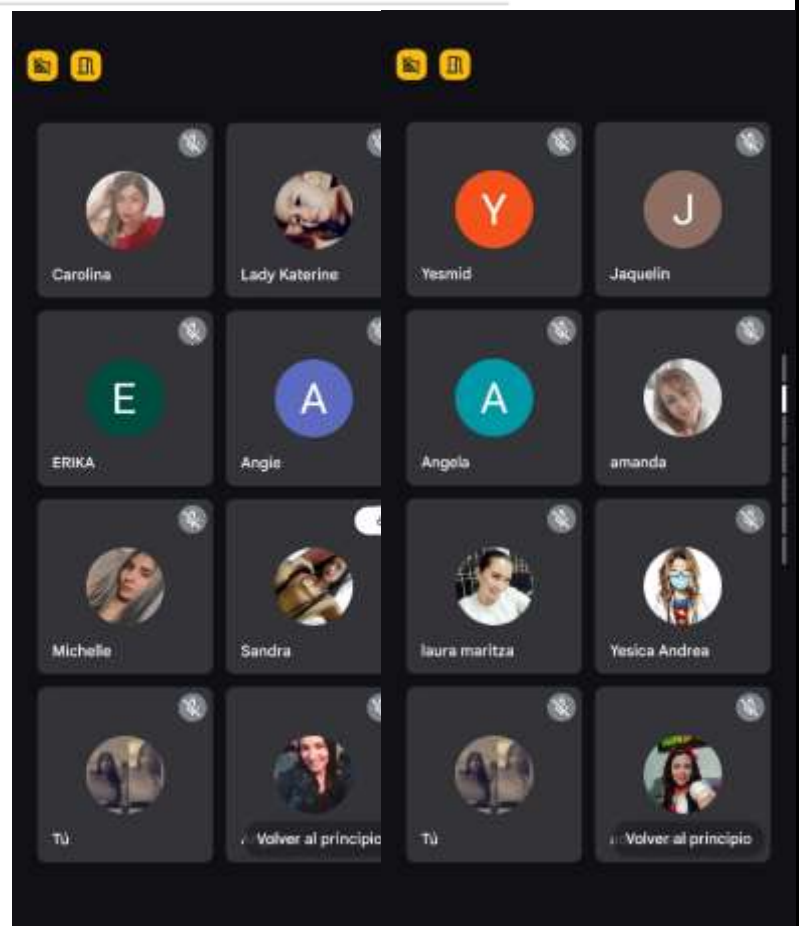 Carolina
Lady Katerine
E
A
ERIKA
Angie
Michelle
Sandra
Tú
Volver al principio
Y
J
Yesmid
Jaquelin
A
Angela
amanda
laura maritza
Yesica Andrea
Tú
Volver al principio